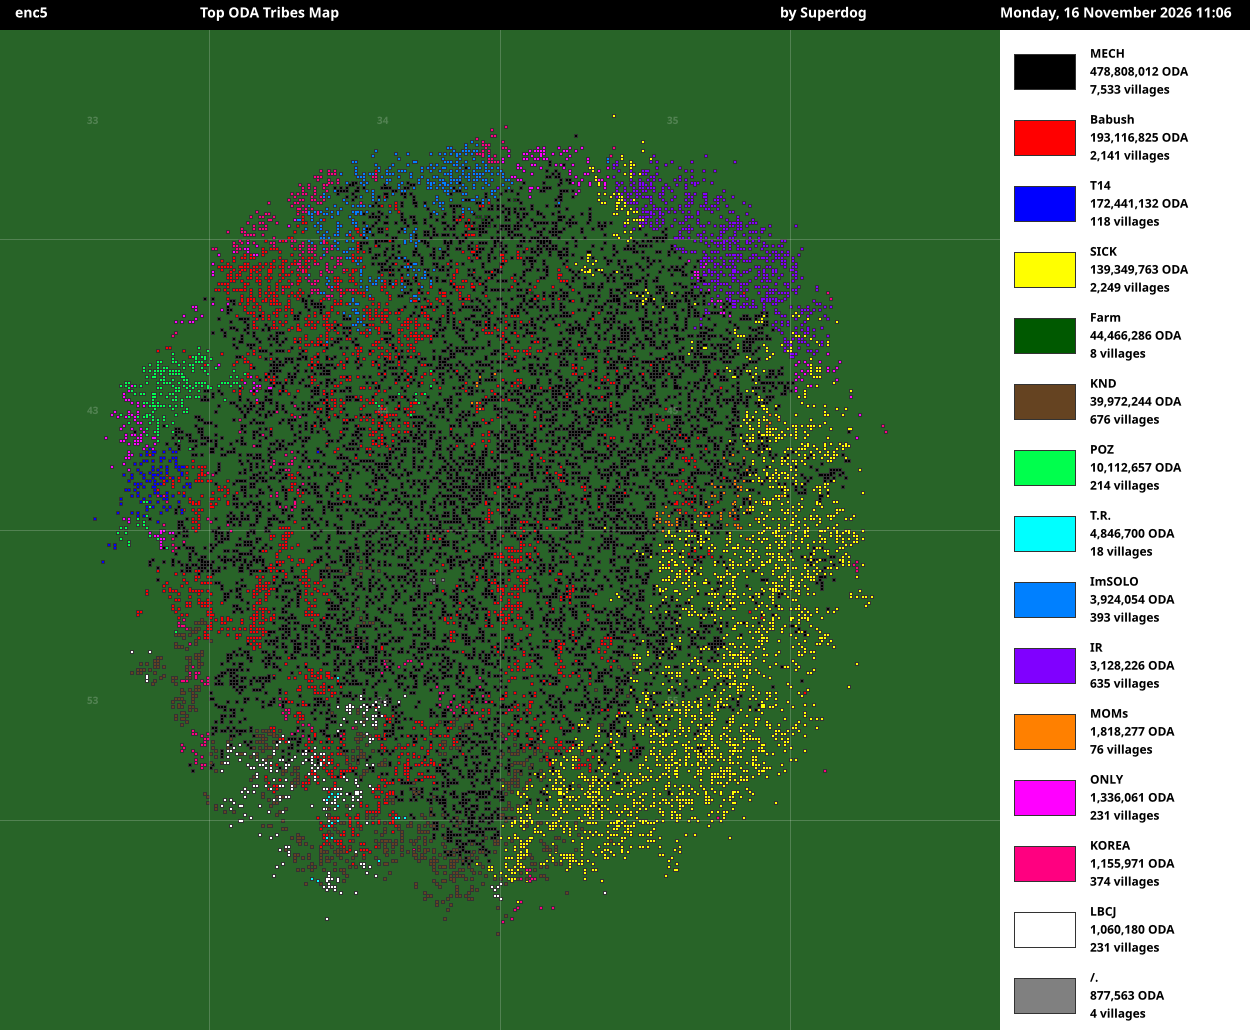 enc5 Top ODA Tribes Map by Superdog Monday, 16 November 2026 11:06
33 34 35
43
53
MECH
478,808,012 ODA
7,533 villages
Babush
193,116,825 ODA
2,141 villages
T14
172,441,132 ODA
118 villages
SICK
139,349,763 ODA
2,249 villages
Farm
44,466,286 ODA
8 villages
KND
39,972,244 ODA
676 villages
POZ
10,112,657 ODA
214 villages
T.R.
4,846,700 ODA
18 villages
ImSOLO
3,924,054 ODA
393 villages
IR
3,128,226 ODA
635 villages
MOMs
1,818,277 ODA
76 villages
ONLY
1,336,061 ODA
231 villages
KOREA
1,155,971 ODA
374 villages
LBCJ
1,060,180 ODA
231 villages
/.
877,563 ODA
4 villages